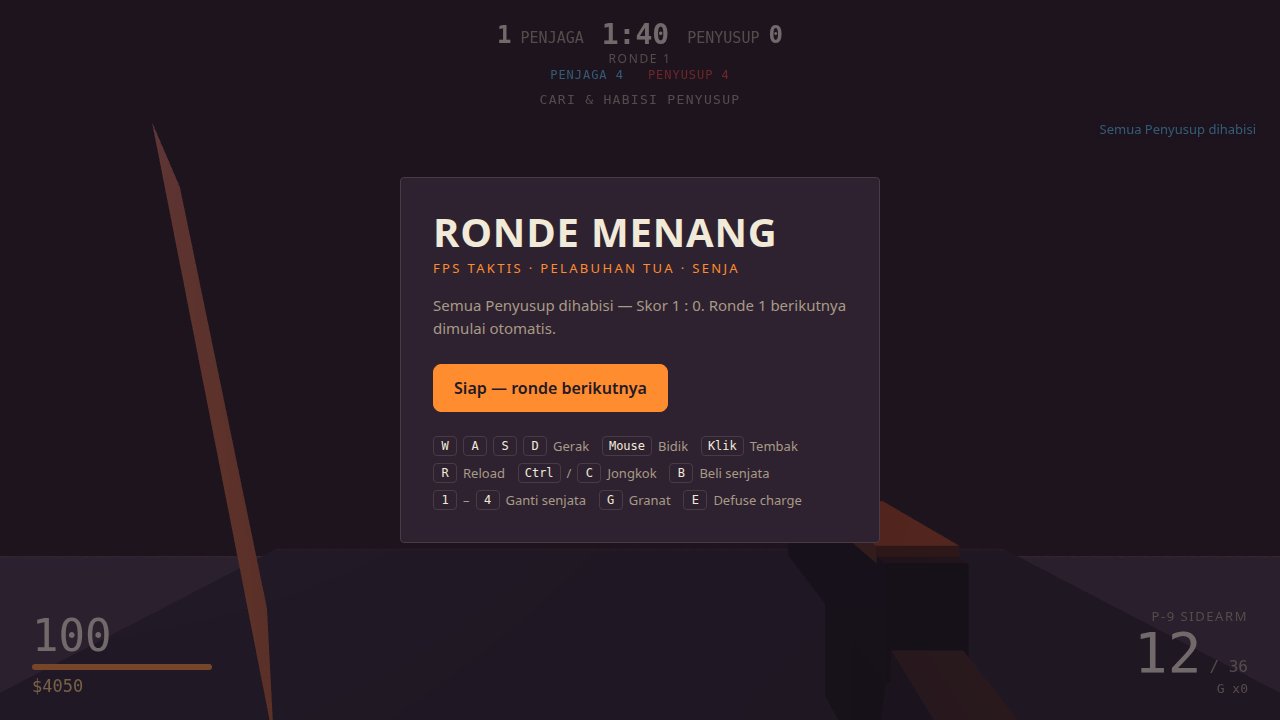 1 PENJAGA 1:40 PENYUSUP 0
RONDE 1
PENJAGA 4 PENYUSUP 4
CARI & HABISI PENYUSUP
Semua Penyusup dihabisi
RONDE MENANG
FPS TAKTIS · PELABUHAN TUA · SENJA
Semua Penyusup dihabisi — Skor 1 : 0. Ronde 1 berikutnya
dimulai otomatis.
Siap — ronde berikutnya
W A S D Gerak Mouse Bidik Klik Tembak
R Reload Ctrl / C Jongkok B Beli senjata
1 – 4 Ganti senjata G Granat E Defuse charge
100
$4050
P-9 SIDEARM
12 / 36
G x0